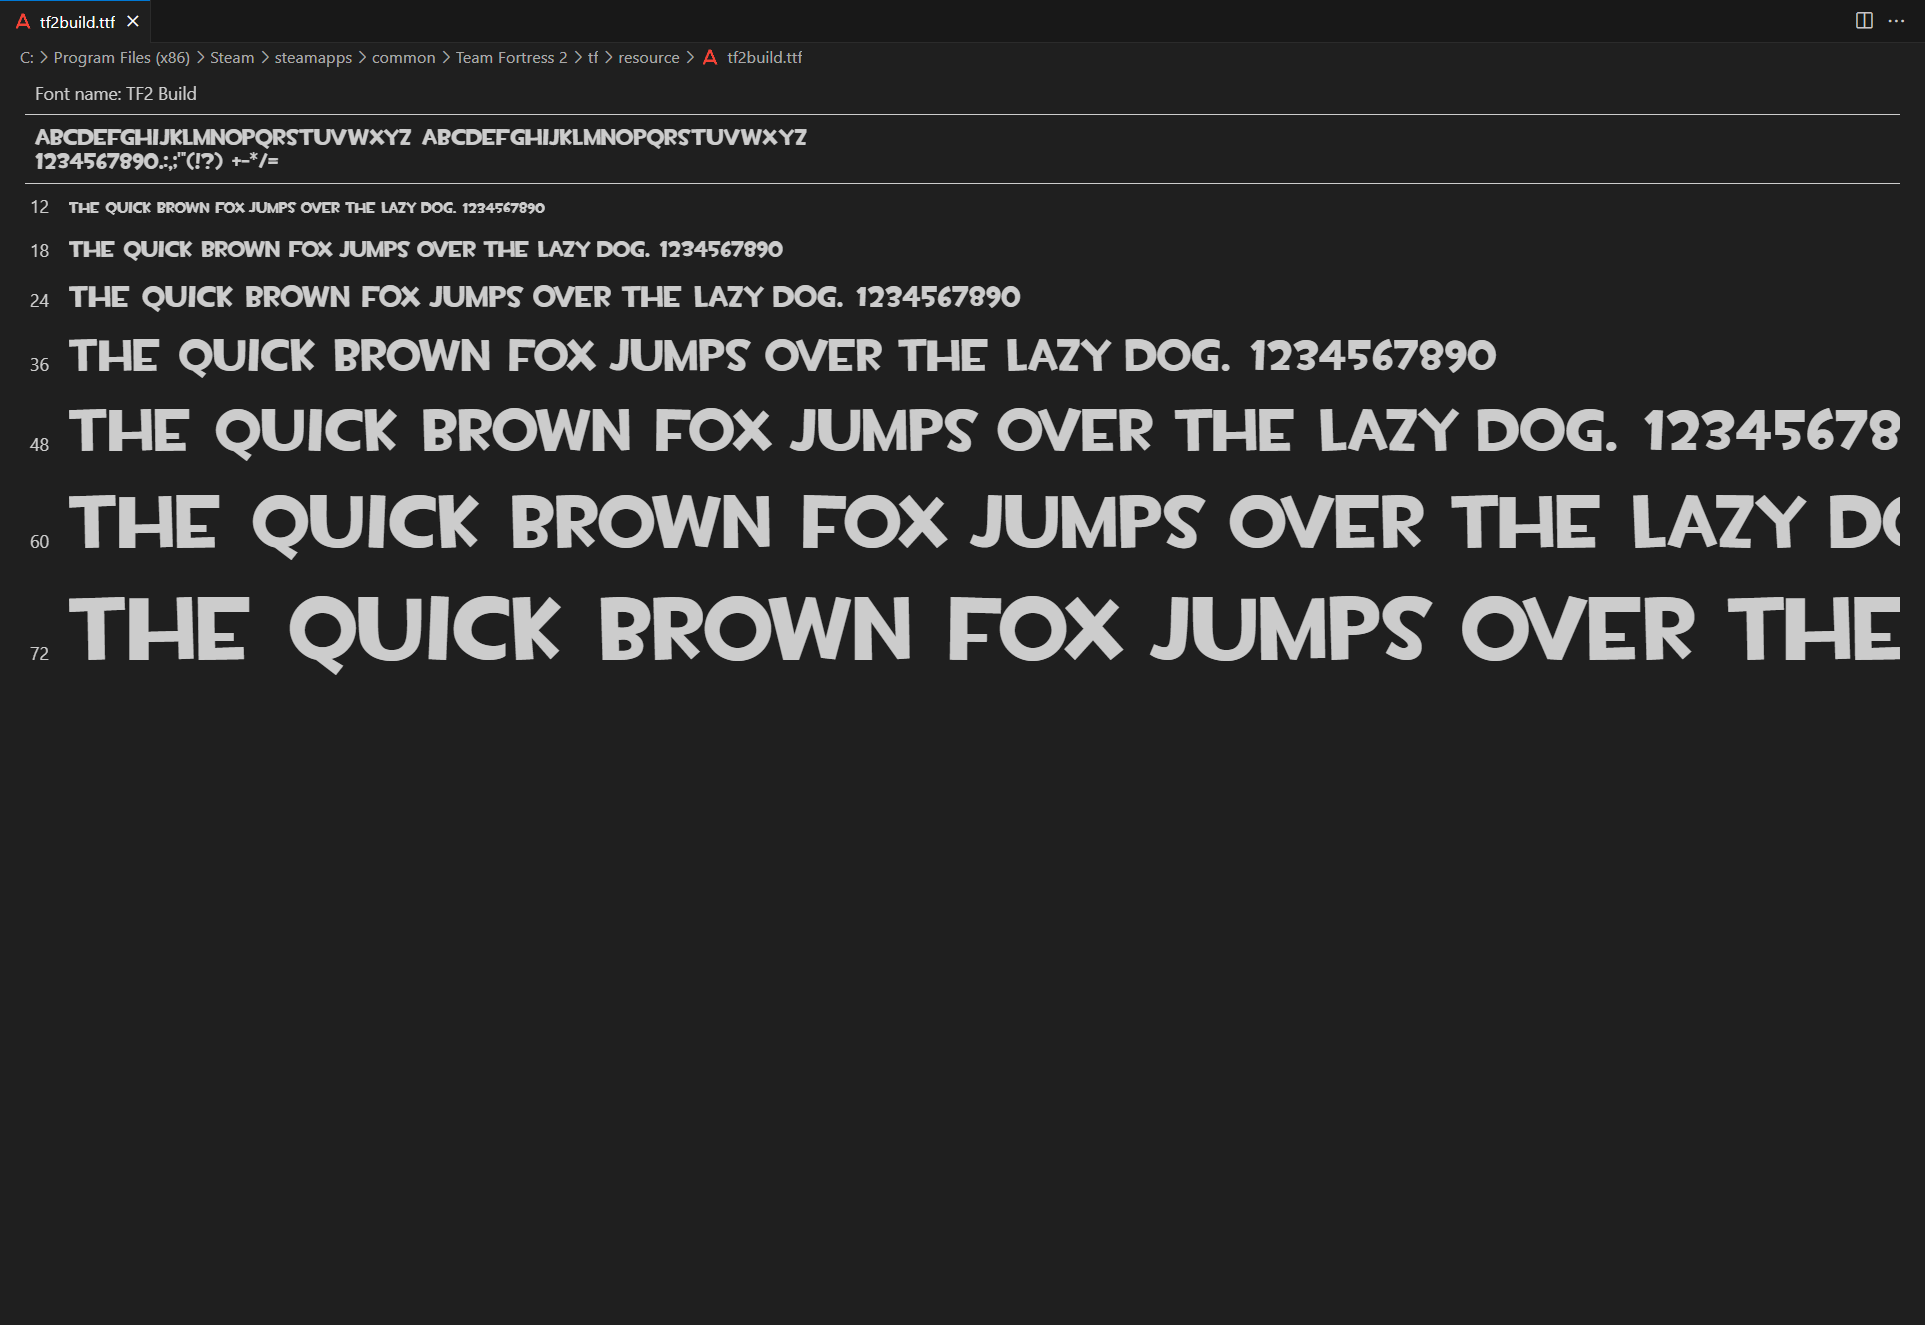 tf2build.ttf
C: > Program Files (x86) > Steam > steamapps > common > Team Fortress 2 > tf > resource > tf2build.ttf
Font name: TF2 Build
ABCDEFGHIJKLMNOPQRSTUVWXYZ ABCDEFGHIJKLMNOPQRSTUVWXYZ
1234567890.:,;'"(!?) +-*/=
12 THE QUICK BROWN FOX JUMPS OVER THE LAZY DOG. 1234567890
18 THE QUICK BROWN FOX JUMPS OVER THE LAZY DOG. 1234567890
24 THE QUICK BROWN FOX JUMPS OVER THE LAZY DOG. 1234567890
36 THE QUICK BROWN FOX JUMPS OVER THE LAZY DOG. 1234567890
48 THE QUICK BROWN FOX JUMPS OVER THE LAZY DOG. 12345678
60 THE QUICK BROWN FOX JUMPS OVER THE LAZY DO
72 THE QUICK BROWN FOX JUMPS OVER THE